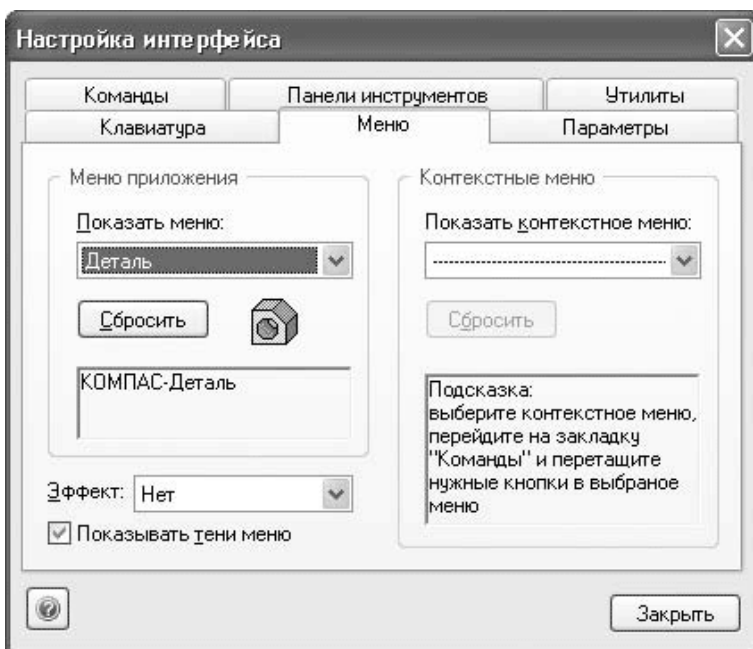 Настройка интерфейса
Команды
Панели инструментов
Утилиты
Клавиатура
Меню
Параметры
Меню приложения
Показать меню:
Деталь
Сбросить
КОМПАС-Деталь
Эффект: Нет
Показывать тени меню
Контекстные меню
Показать контекстное меню:
Сбросить
Подсказка:
выберите контекстное меню,
перейдите на закладку
"Команды" и перетащите
нужные кнопки в выбраное
меню
Закрыть